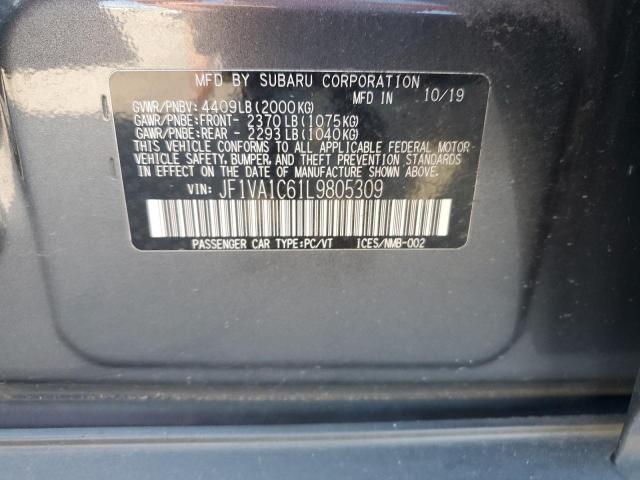 MFD BY SUBARU CORPORATION
GVWR/PNBV: 4409LB(2000KG) MFD IN 10/19
GAWR/PNBE:FRONT- 2370LB(1075KG)
GAWR/PNBE:REAR - 2293LB(1040KG)
THIS VEHICLE CONFORMS TO ALL APPLICABLE FEDERAL MOTOR
VEHICLE SAFETY, BUMPER, AND THEFT PREVENTION STANDARDS
IN EFFECT ON THE DATE OF MANUFACTURE SHOWN ABOVE.
VIN: JF1VA1C61L9805309
PASSENGER CAR TYPE:PC/VT ICES/NMB-002